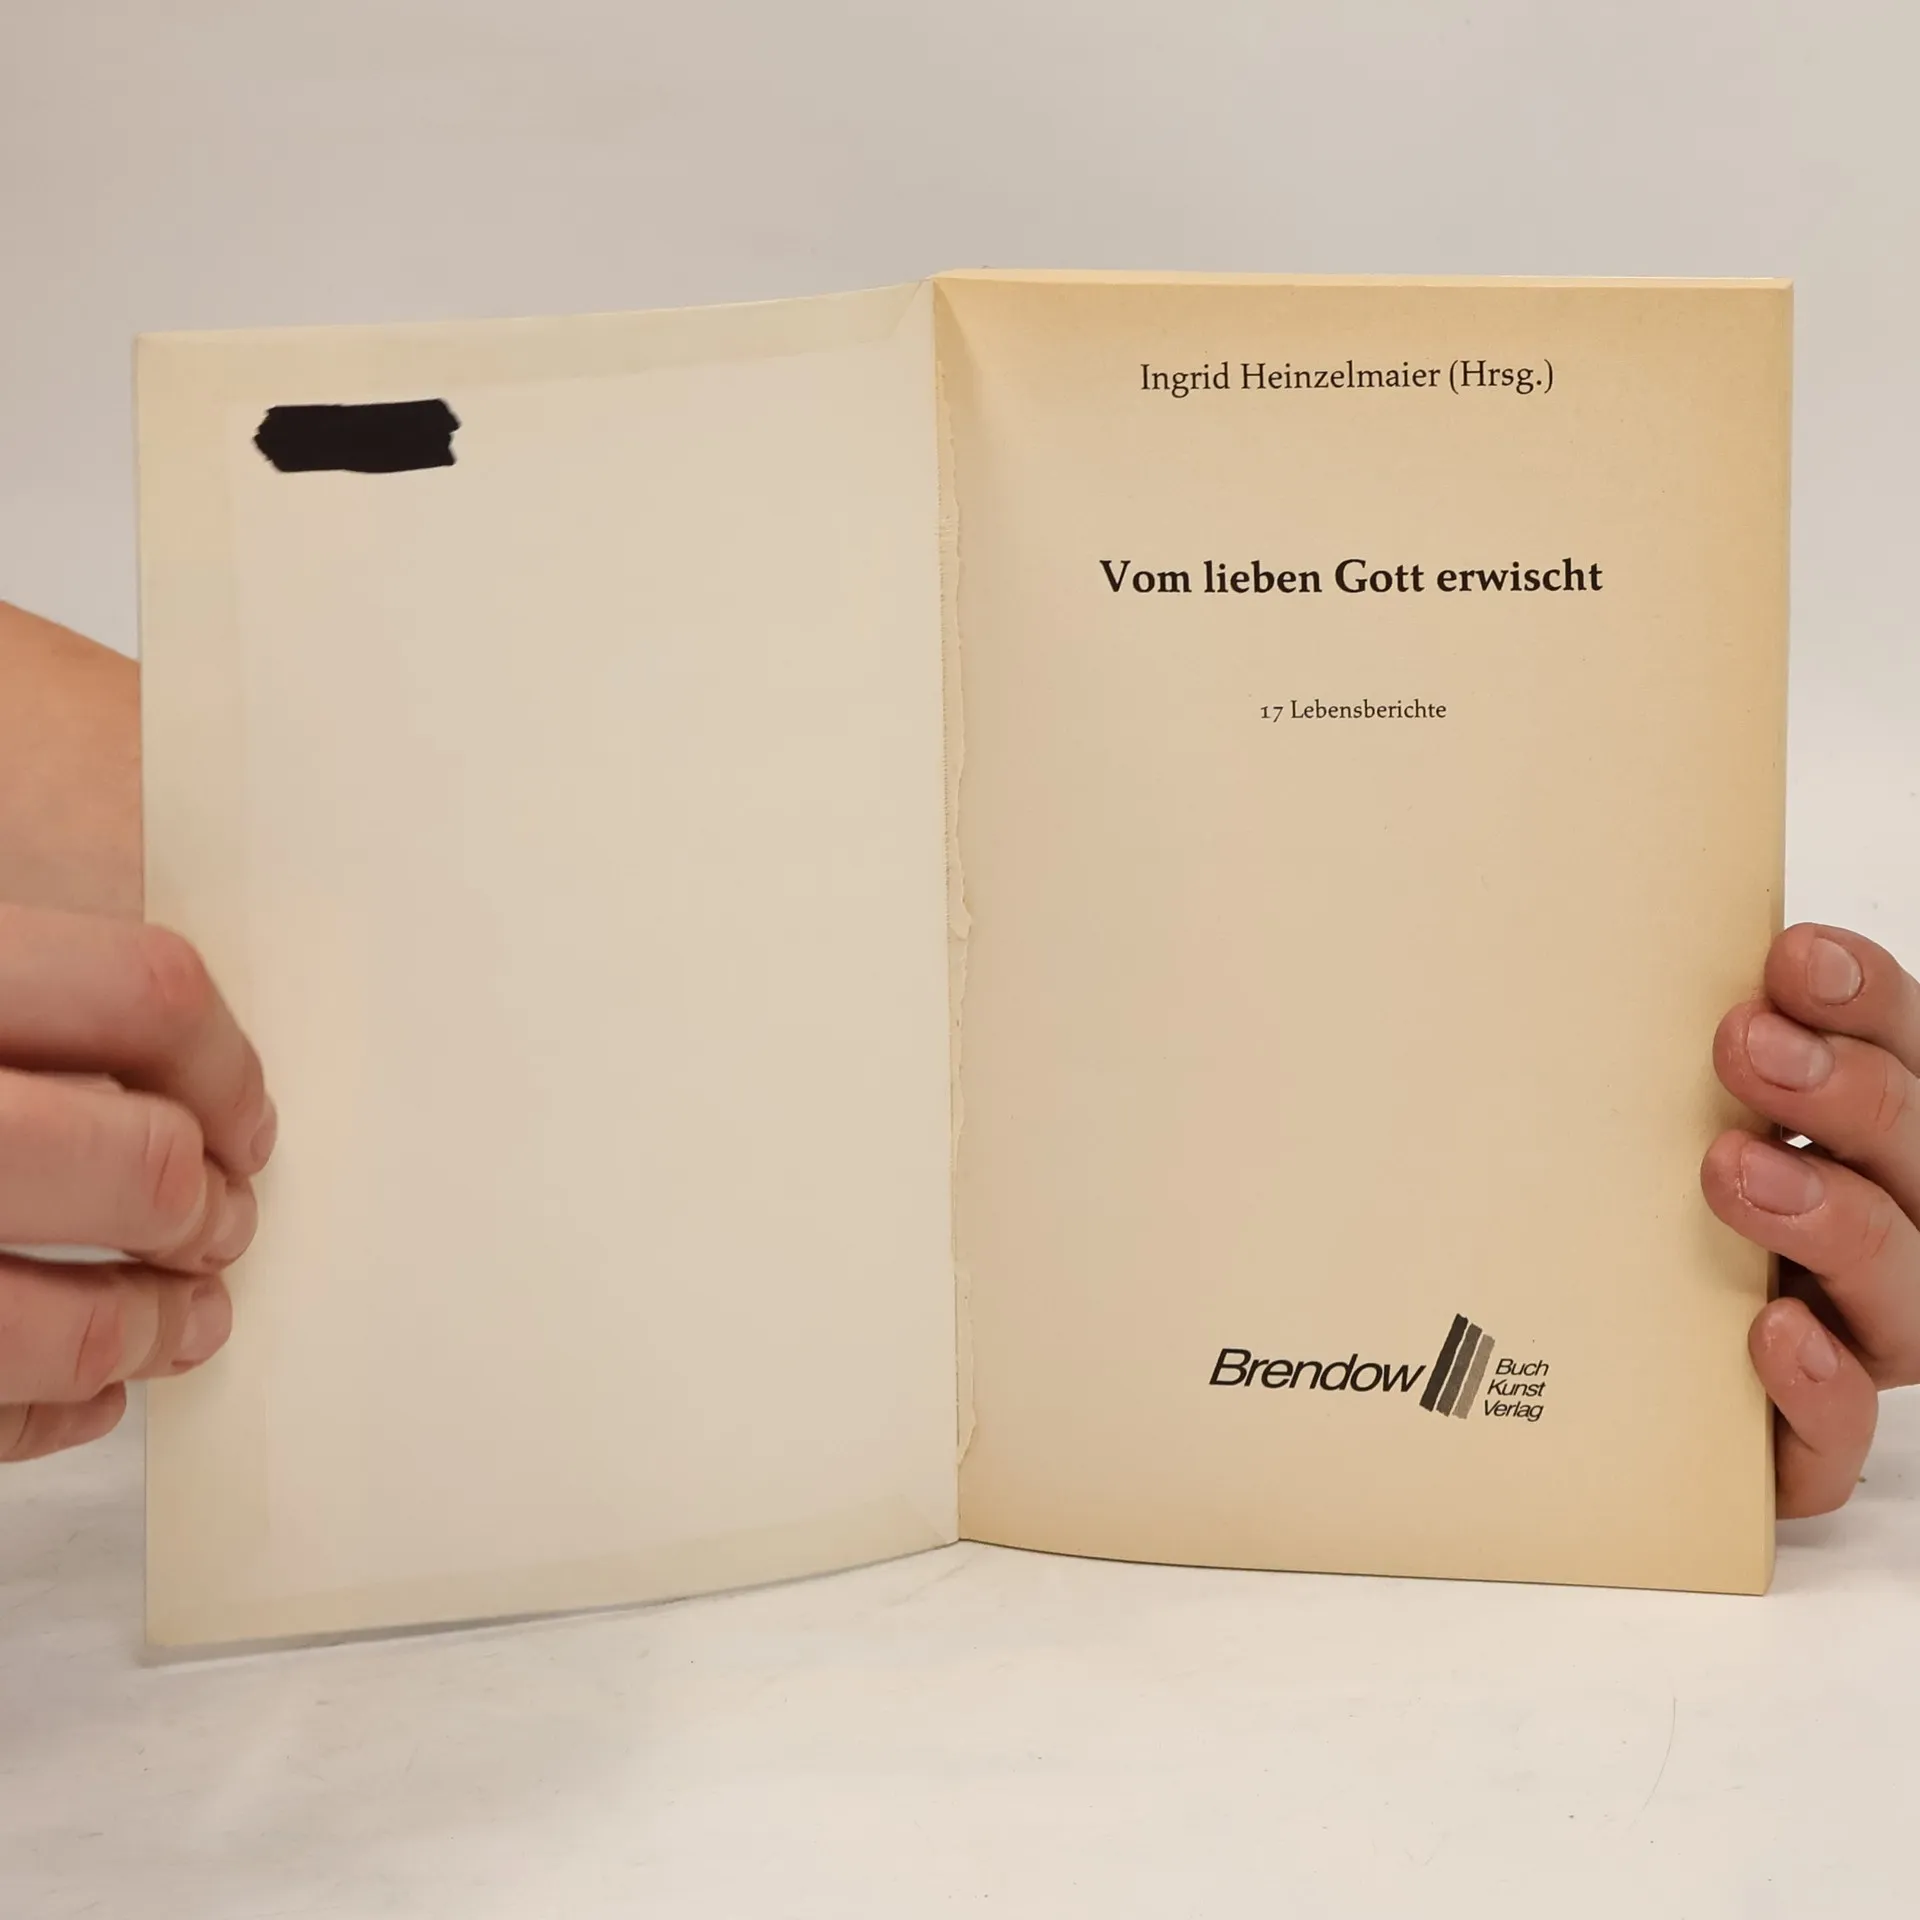 Ingrid Heinzelmaier (Hrsg.)
Vom lieben Gott erwischt
17 Lebensberichte
Brendow
Buch
Kunst
Verlag